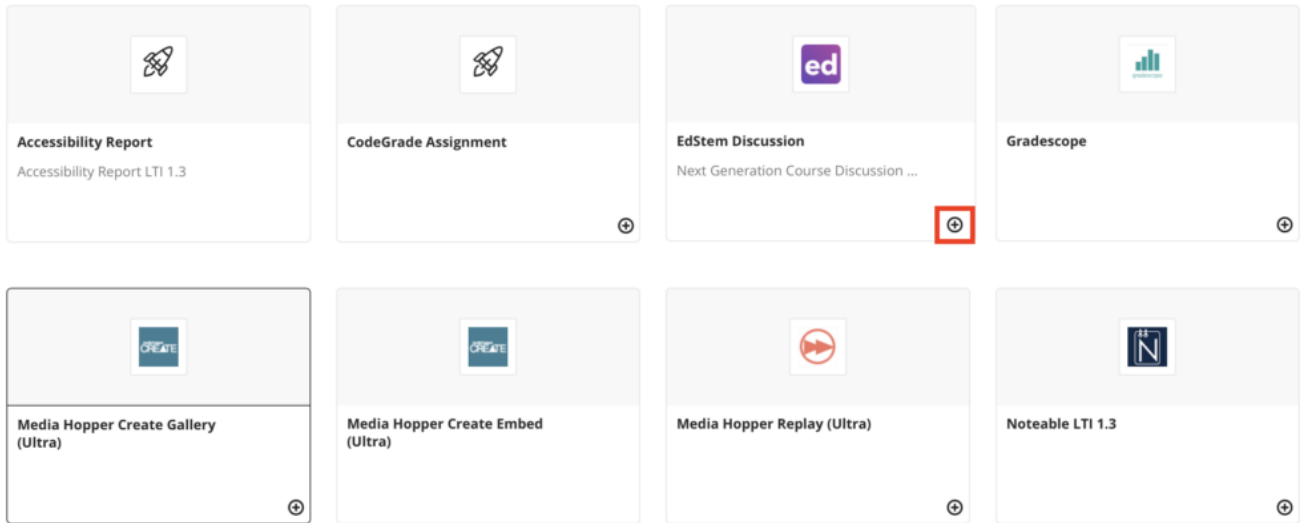 ed
gradescope
Accessibility Report
CodeGrade Assignment
EdStem Discussion
Gradescope
Accessibility Report LTI 1.3
Next Generation Course Discussion ...
CREATE
CREATE
N
Media Hopper Create Gallery
(Ultra)
Media Hopper Create Embed
(Ultra)
Media Hopper Replay (Ultra)
Noteable LTI 1.3